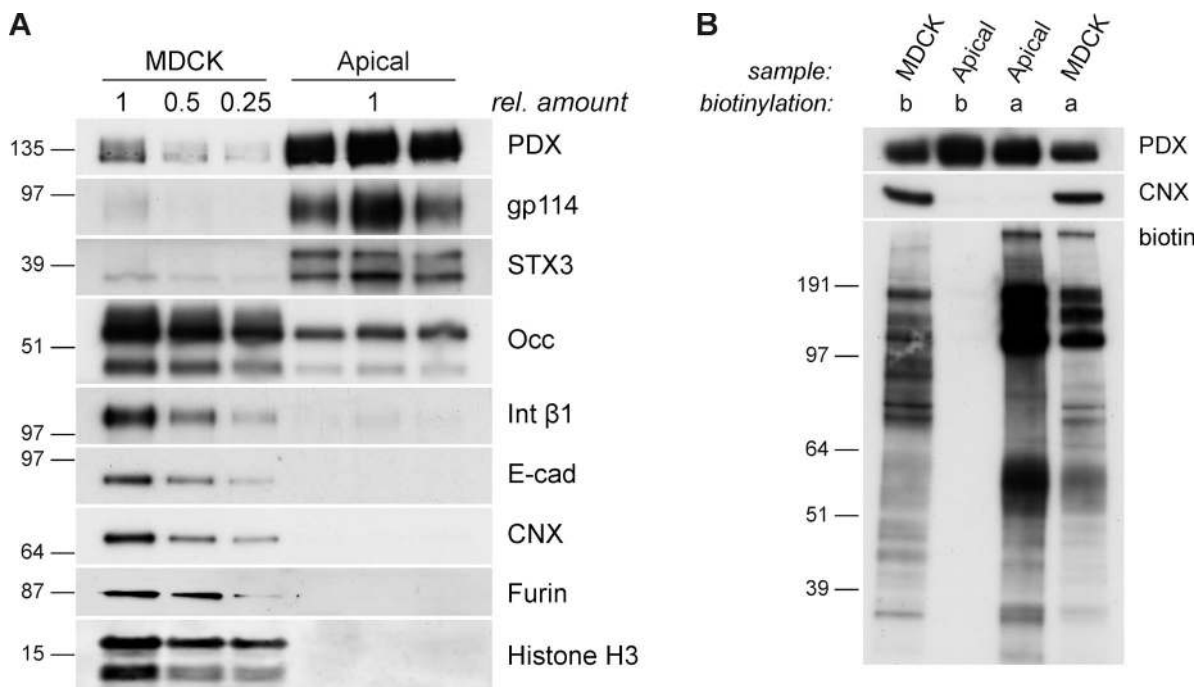 A
MDCK Apical
1 0.5 0.25 1 rel. amount
135 PDX
97 gp114
39 STX3
51 Occ
97 Int β1
97 E-cad
64 CNX
87 Furin
15 Histone H3
B
sample: MDCK Apical Apical MDCK
biotinylation: b b a a
PDX
CNX
biotin
191
97
64
51
39